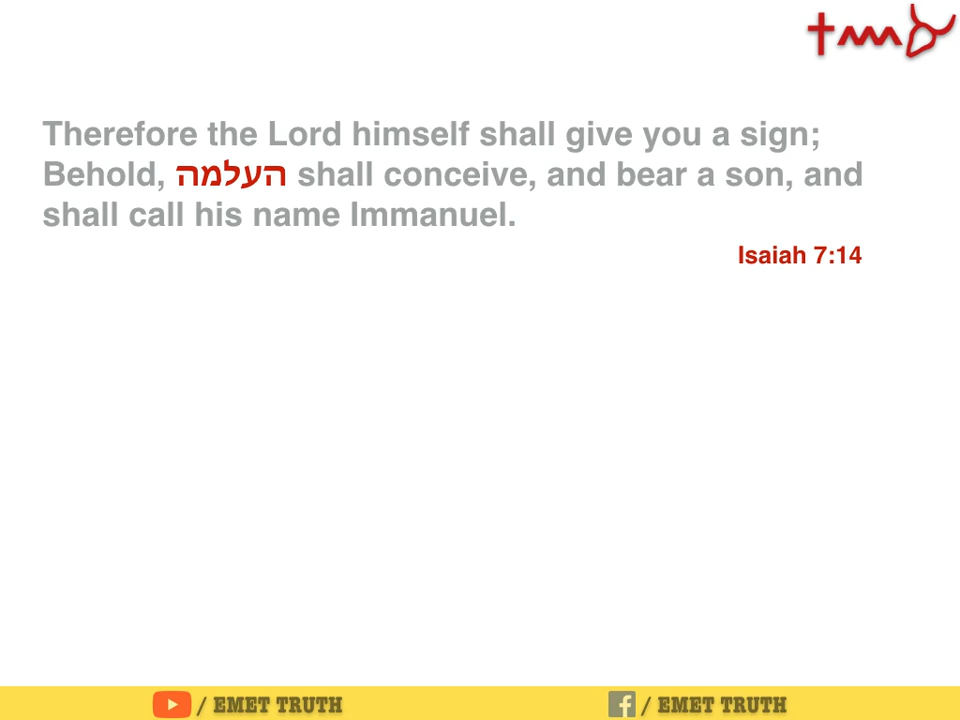 Therefore the Lord himself shall give you a sign;
Behold, העלמה shall conceive, and bear a son, and
shall call his name Immanuel.
Isaiah 7:14
/ EMET TRUTH
/ EMET TRUTH